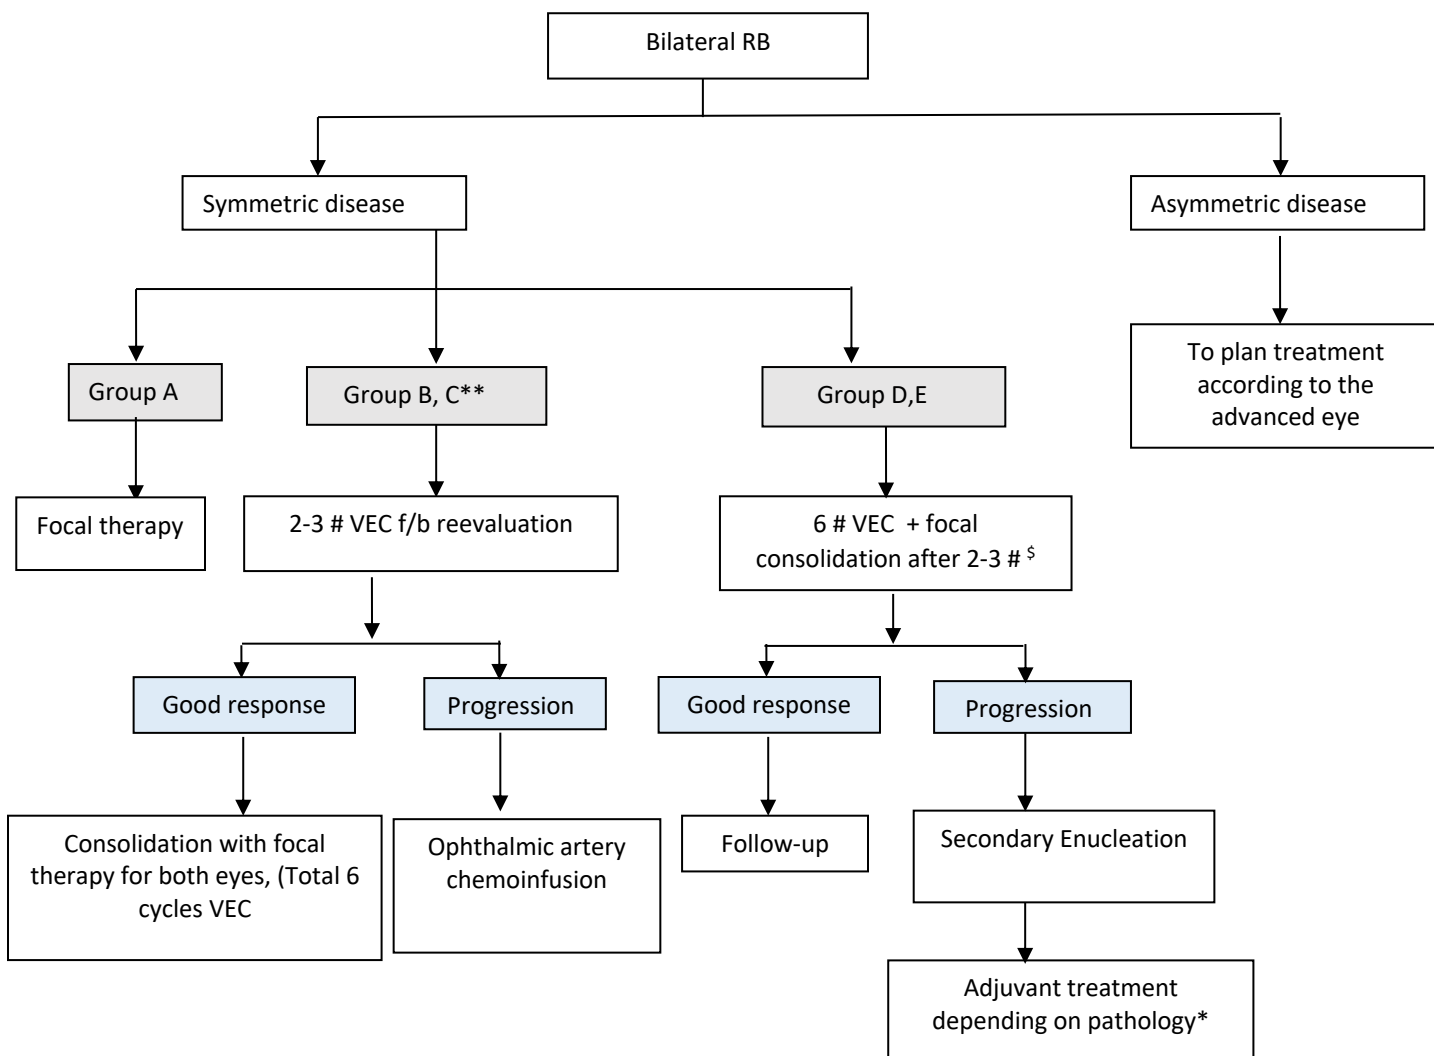 Bilateral RB
Symmetric disease
Asymmetric disease
Group A
Group B, C**
Group D,E
To plan treatment
according to the
advanced eye
Focal therapy
2-3 # VEC f/b reevaluation
6 # VEC + focal
consolidation after 2-3 # $
Good response
Progression
Good response
Progression
Consolidation with focal
therapy for both eyes, (Total 6
cycles VEC
Ophthalmic artery
chemoinfusion
Follow-up
Secondary Enucleation
Adjuvant treatment
depending on pathology*